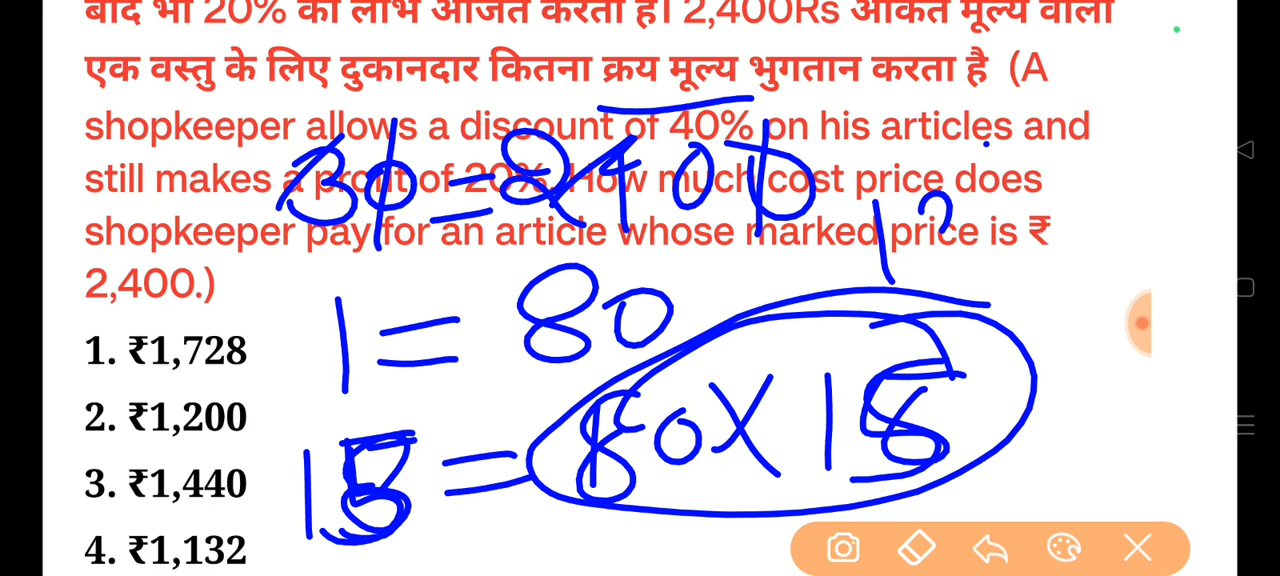 बाद भी 20% का लाभ अर्जित करता है। 2,400Rs अंकित मूल्य वाली
एक वस्तु के लिए दुकानदार कितना क्रय मूल्य भुगतान करता है (A
shopkeeper allows a discount of 40% on his articles and
still makes a profit of 20%. How much cost price does
shopkeeper pay for an article whose marked price is ₹
2,400.)
30 = 2400
1 = 80
1. ₹1,728
2. ₹1,200
15 = 80 X 15
3. ₹1,440
4. ₹1,132